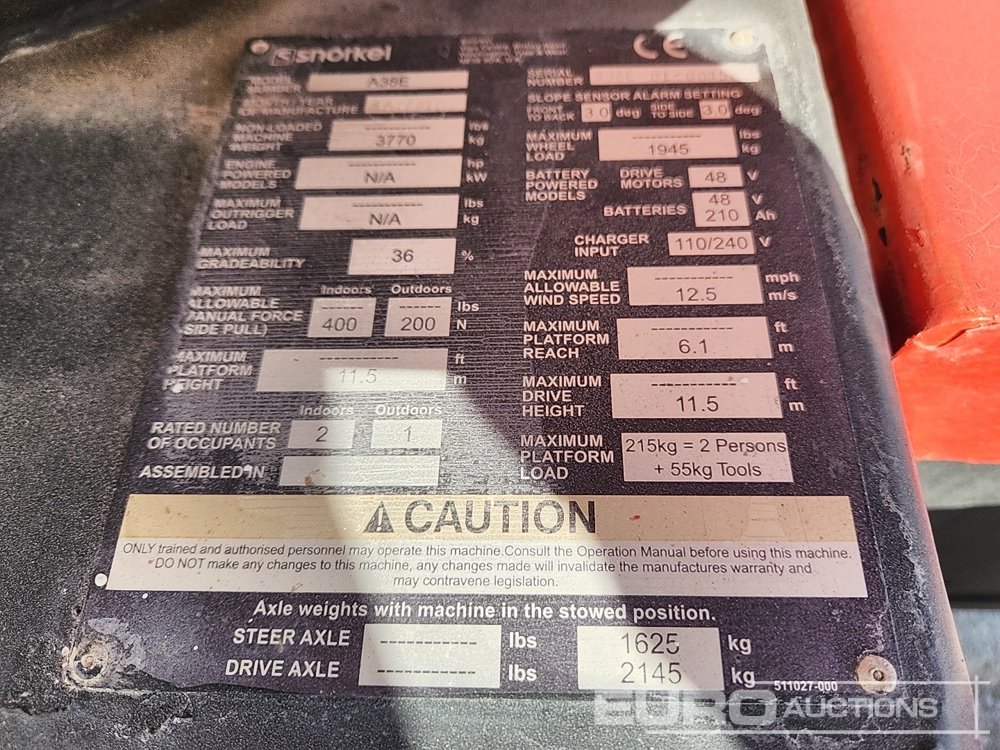 snorkel
CE
A38E
NON-LOADED
MACHINE
WEIGHT
----------- lbs
3770 kg
ENGINE
POWERED
MODELS
----------- hp
N/A kW
MAXIMUM
OUTRIGGER
LOAD
----------- lbs
N/A kg
MAXIMUM
GRADEABILITY 36 %
MAXIMUM
ALLOWABLE
MANUAL FORCE
(SIDE PULL)
Indoors Outdoors
-------- -------- lbs
400 200 N
MAXIMUM
PLATFORM
HEIGHT
----------- ft
11.5 m
Indoors Outdoors
RATED NUMBER
OF OCCUPANTS 2 1
ASSEMBLED IN
SERIAL
NUMBER
SLOPE SENSOR ALARM SETTING
FRONT
TO BACK 3.0 deg SIDE
TO SIDE 3.0 deg
MAXIMUM
WHEEL
LOAD
----------- lbs
1945 kg
BATTERY
POWERED
MODELS
DRIVE
MOTORS 48 V
BATTERIES 48 V
210 Ah
CHARGER
INPUT 110/240 V
MAXIMUM
ALLOWABLE
WIND SPEED
----------- mph
12.5 m/s
MAXIMUM
PLATFORM
REACH
----------- ft
6.1 m
MAXIMUM
DRIVE
HEIGHT
----------- ft
11.5 m
MAXIMUM
PLATFORM
LOAD
215kg = 2 Persons
+ 55kg Tools
CAUTION
ONLY trained and authorised personnel may operate this machine.Consult the Operation Manual before using this machine.
DO NOT make any changes to this machine, any changes made will invalidate the manufactures warranty and
may contravene legislation.
Axle weights with machine in the stowed position.
STEER AXLE ----------- lbs 1625 kg
DRIVE AXLE ----------- lbs 2145 kg
511027-000
EURO AUCTIONS